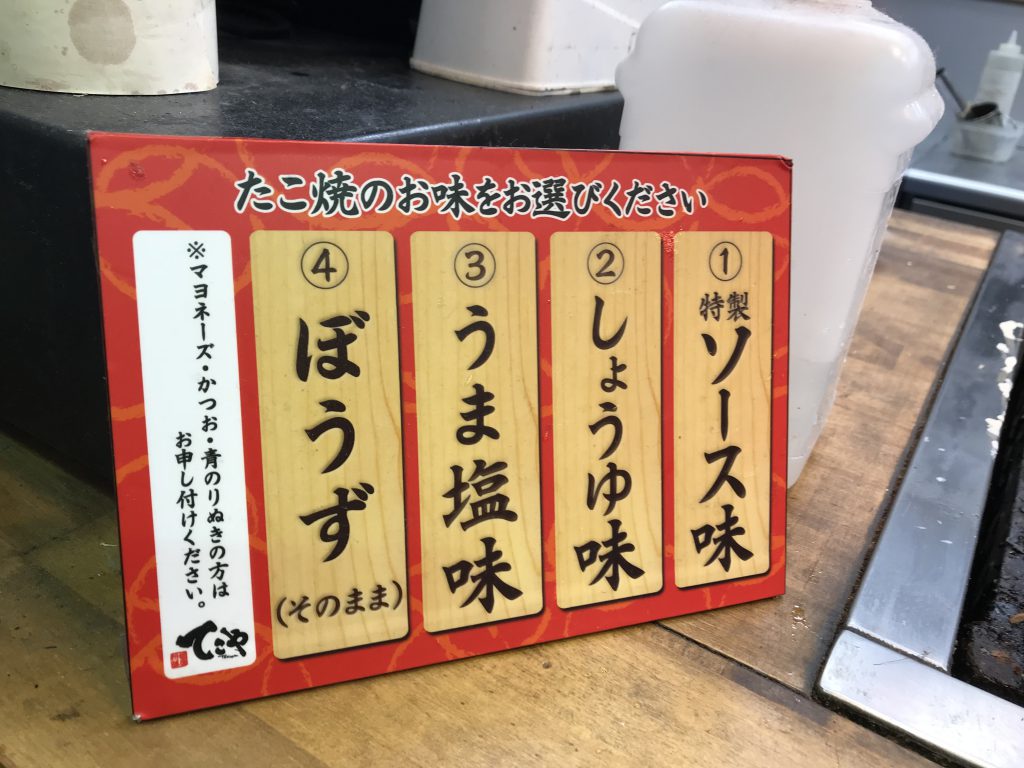 たこ焼のお味をお選びください
①
特製
ソース味
②
しょうゆ味
③
うま塩味
④
ぼうず
(そのまま)
※マヨネーズ・かつお・青のりぬきの方は
お申し付けください。
てこや